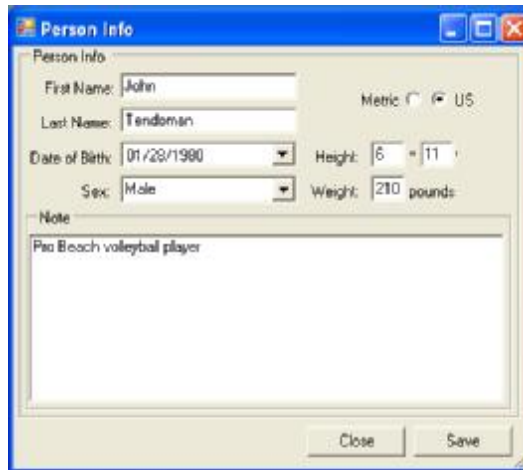 Person Info
Person Info
First Name: John
Metric US
Last Name: Tendoman
Date of Birth: 01/28/1980 Height: 6 " 11 '
Sex: Male Weight: 210 pounds
Note
Pro Beach volleyball player
Close Save